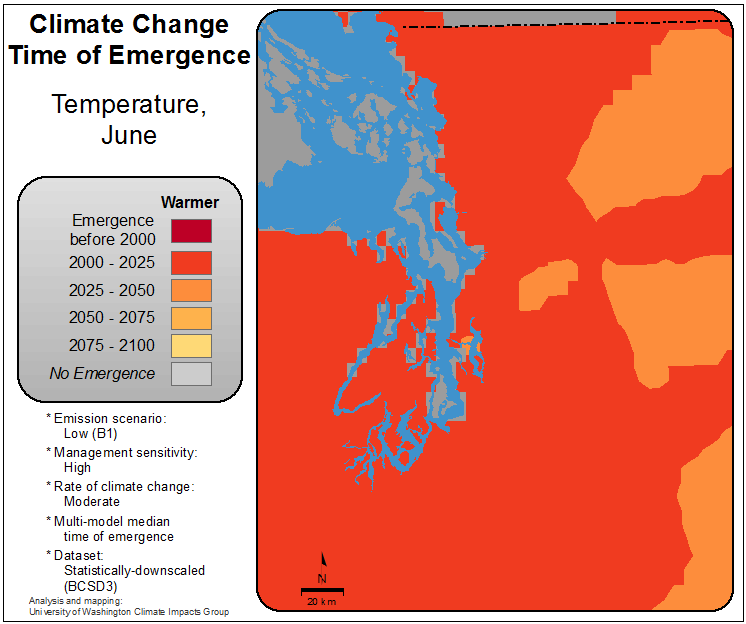 Climate Change
Time of Emergence
Temperature,
June
Warmer
Emergence
before 2000
2000 - 2025
2025 - 2050
2050 - 2075
2075 - 2100
No Emergence
* Emission scenario:
Low (B1)
* Management sensitivity:
High
* Rate of climate change:
Moderate
* Multi-model median
time of emergence
* Dataset:
Statistically-downscaled
(BCSD3)
Analysis and mapping:
University of Washington Climate Impacts Group
N
20 km